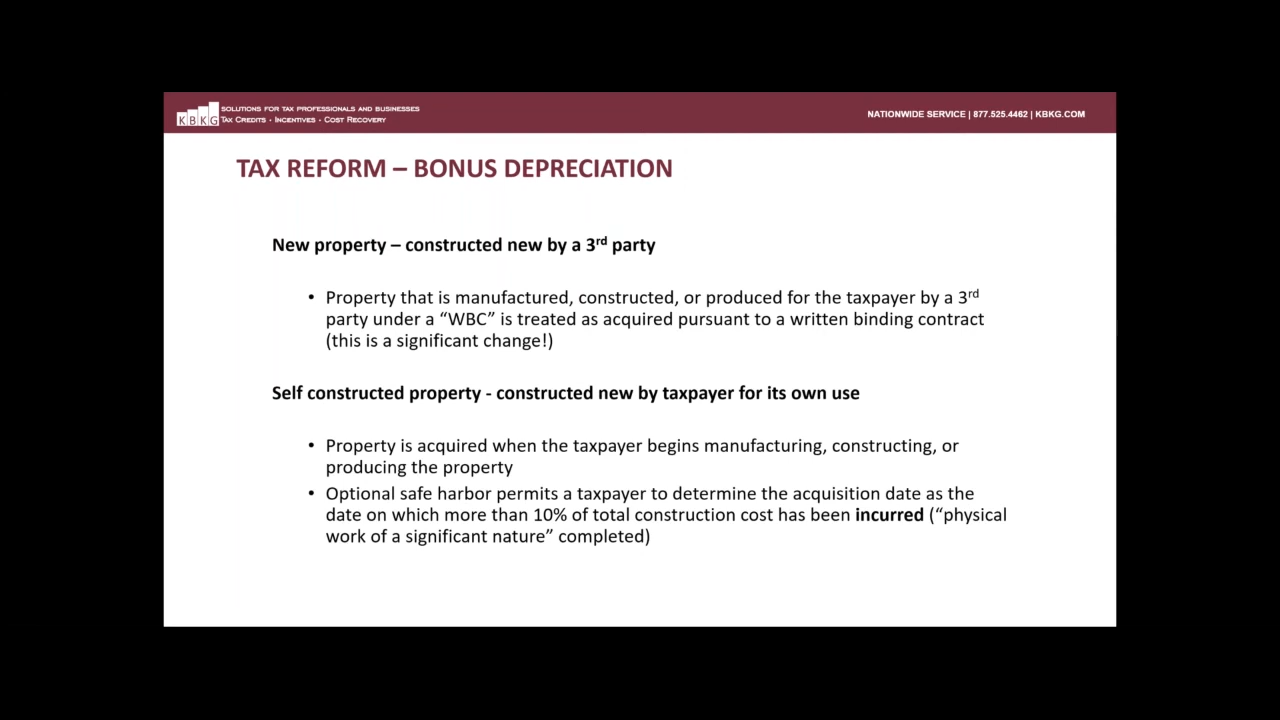 KBKG
SOLUTIONS FOR TAX PROFESSIONALS AND BUSINESSES
TAX CREDITS · INCENTIVES · COST RECOVERY
NATIONWIDE SERVICE | 877.525.4462 | KBKG.COM
TAX REFORM – BONUS DEPRECIATION
New property – constructed new by a 3rd party
• Property that is manufactured, constructed, or produced for the taxpayer by a 3rd
party under a “WBC” is treated as acquired pursuant to a written binding contract
(this is a significant change!)
Self constructed property - constructed new by taxpayer for its own use
• Property is acquired when the taxpayer begins manufacturing, constructing, or
producing the property
• Optional safe harbor permits a taxpayer to determine the acquisition date as the
date on which more than 10% of total construction cost has been incurred (“physical
work of a significant nature” completed)